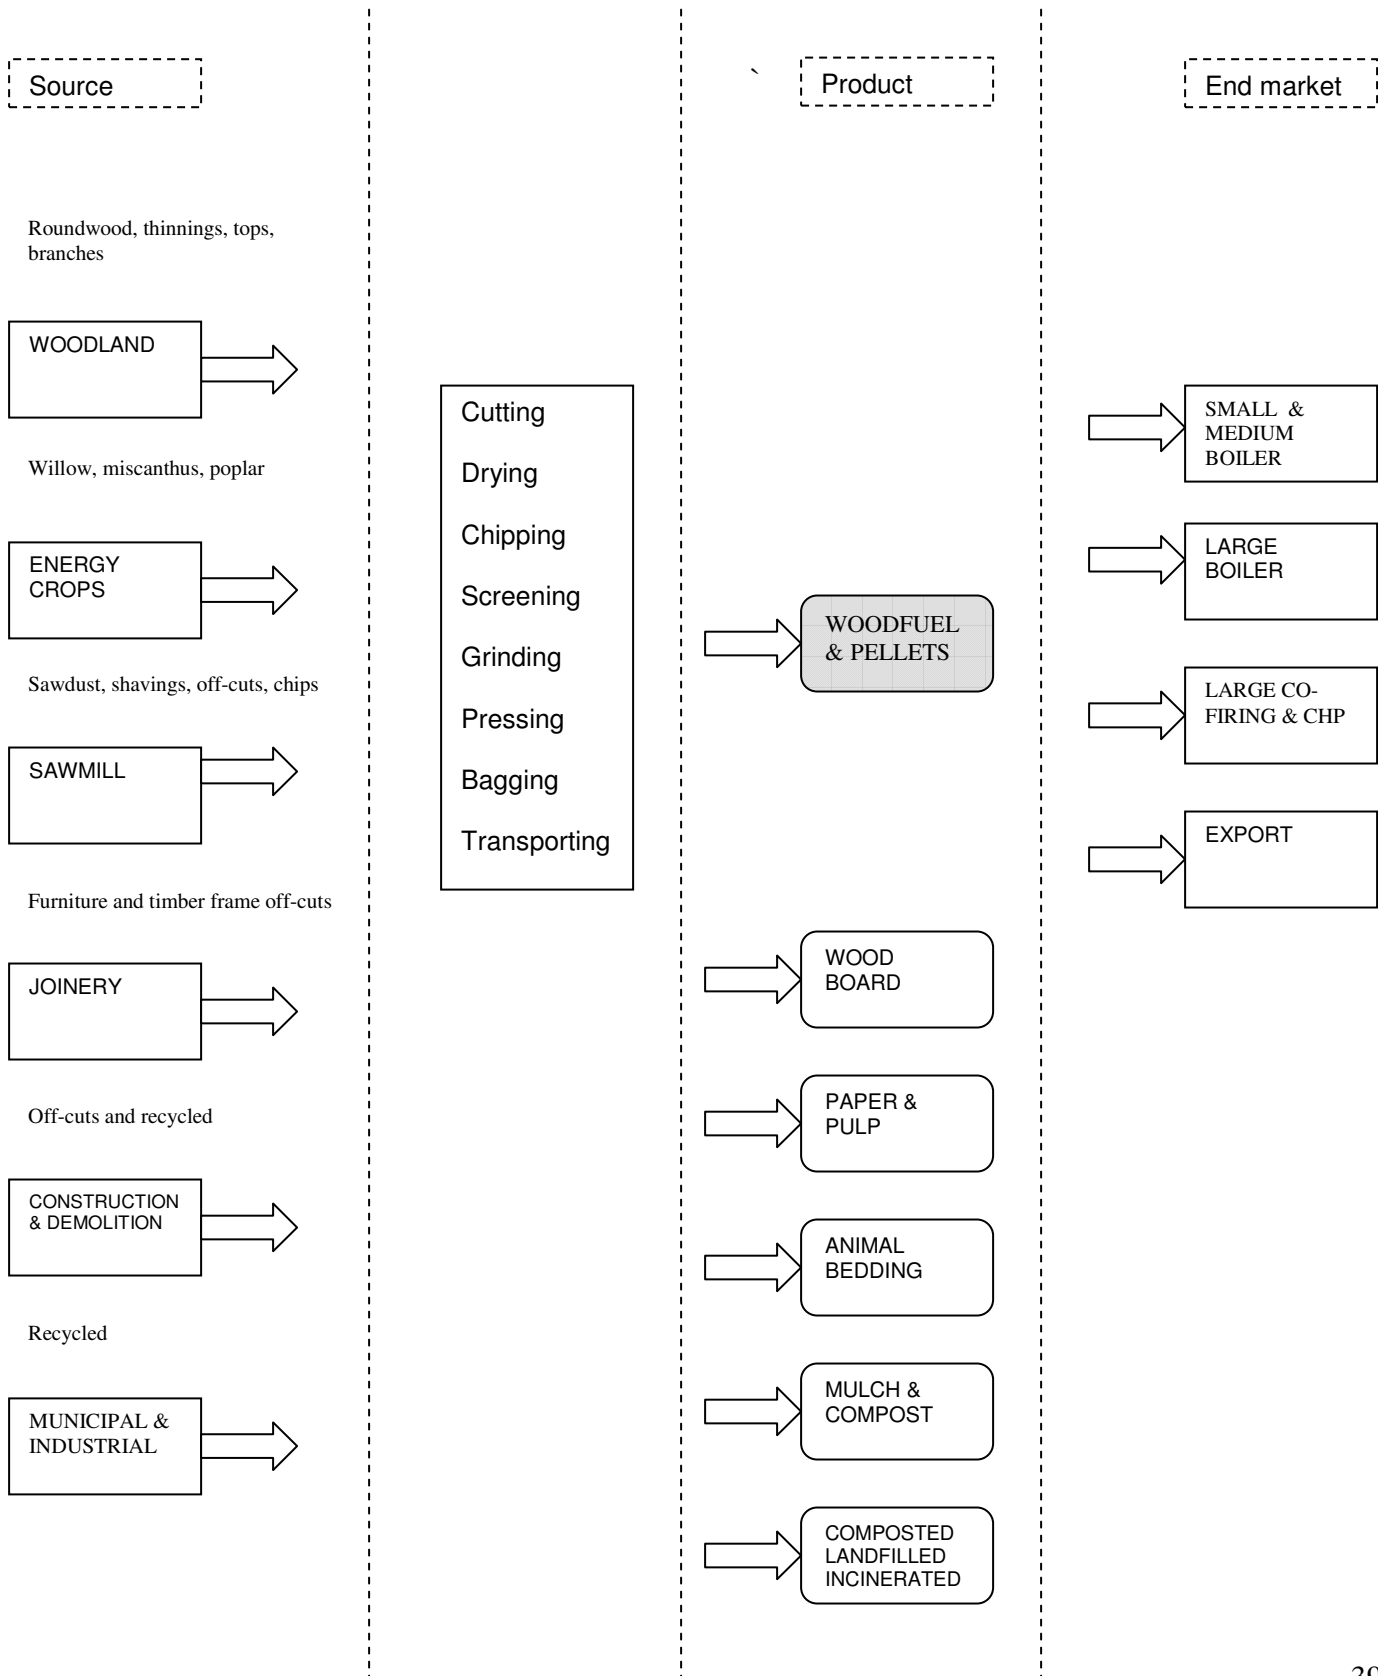 Source
`
Product
End market
Roundwood, thinnings, tops,
branches
WOODLAND
Willow, miscanthus, poplar
ENERGY
CROPS
Sawdust, shavings, off-cuts, chips
SAWMILL
Furniture and timber frame off-cuts
JOINERY
Off-cuts and recycled
CONSTRUCTION
& DEMOLITION
Recycled
MUNICIPAL &
INDUSTRIAL
Cutting
Drying
Chipping
Screening
Grinding
Pressing
Bagging
Transporting
WOODFUEL
& PELLETS
WOOD
BOARD
PAPER &
PULP
ANIMAL
BEDDING
MULCH &
COMPOST
COMPOSTED
LANDFILLED
INCINERATED
SMALL & 
MEDIUM
BOILER
LARGE
BOILER
LARGE CO-
FIRING & CHP
EXPORT